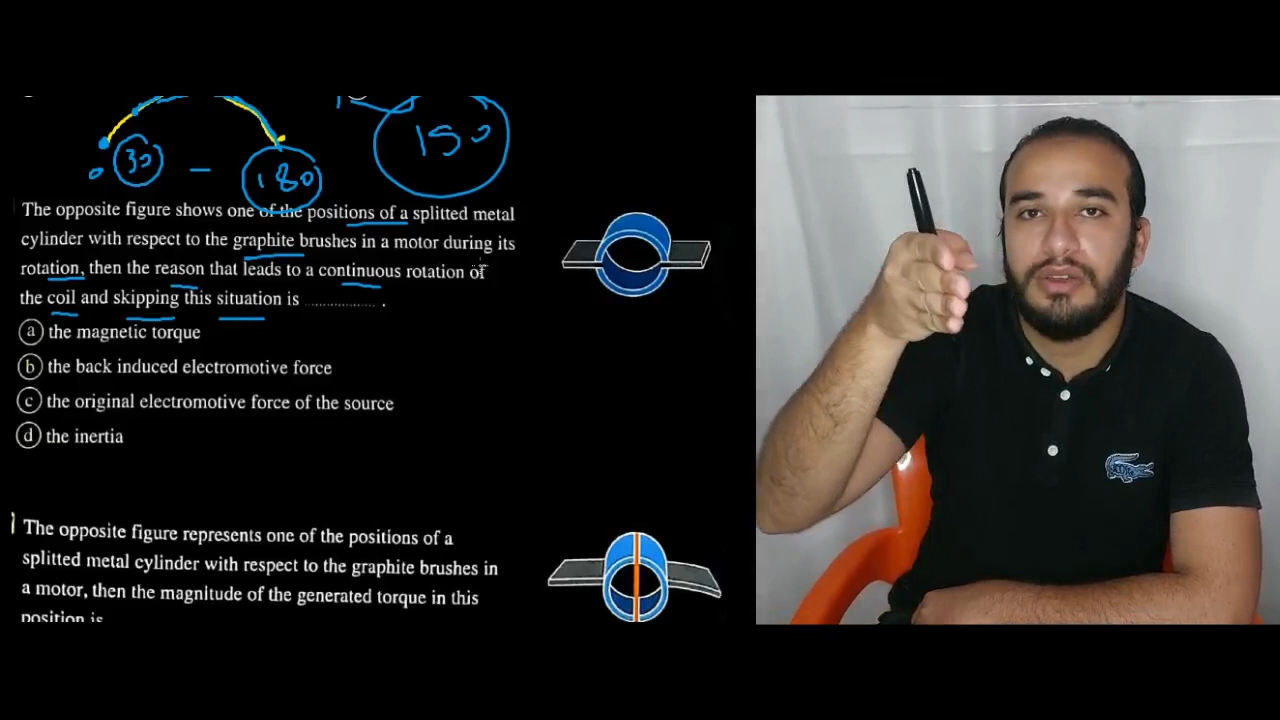 30
0 - 180
150
The opposite figure shows one of the positions of a splitted metal
cylinder with respect to the graphite brushes in a motor during its
rotation, then the reason that leads to a continuous rotation of
the coil and skipping this situation is .................... .
a the magnetic torque
b the back induced electromotive force
c the original electromotive force of the source
d the inertia
The opposite figure represents one of the positions of a
splitted metal cylinder with respect to the graphite brushes in
a motor, then the magnitude of the generated torque in this
position is